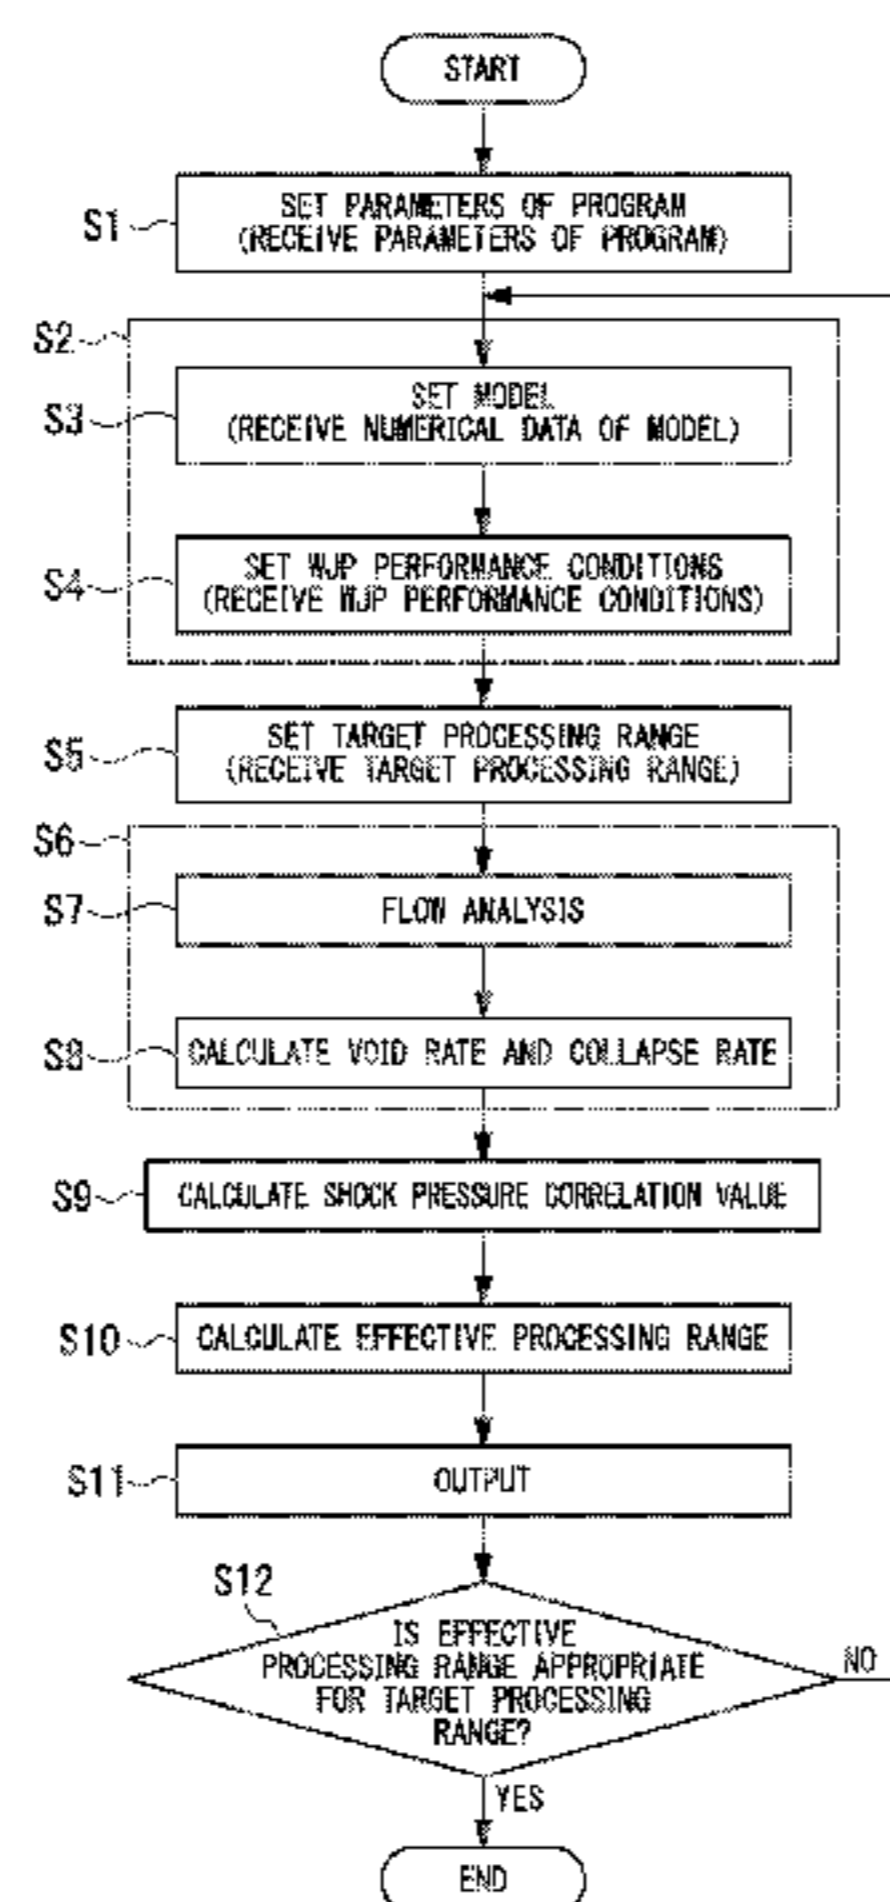 START
S1
SET PARAMETERS OF PROGRAM
(RECEIVE PARAMETERS OF PROGRAM)
S2
S3
SET MODEL
(RECEIVE NUMERICAL DATA OF MODEL)
S4
SET WJP PERFORMANCE CONDITIONS
(RECEIVE WJP PERFORMANCE CONDITIONS)
S5
SET TARGET PROCESSING RANGE
(RECEIVE TARGET PROCESSING RANGE)
S6
S7
FLOW ANALYSIS
S8
CALCULATE VOID RATE AND COLLAPSE RATE
S9
CALCULATE SHOCK PRESSURE CORRELATION VALUE
S10
CALCULATE EFFECTIVE PROCESSING RANGE
S11
OUTPUT
S12
IS EFFECTIVE
PROCESSING RANGE APPROPRIATE
FOR TARGET PROCESSING
RANGE?
NO
YES
END